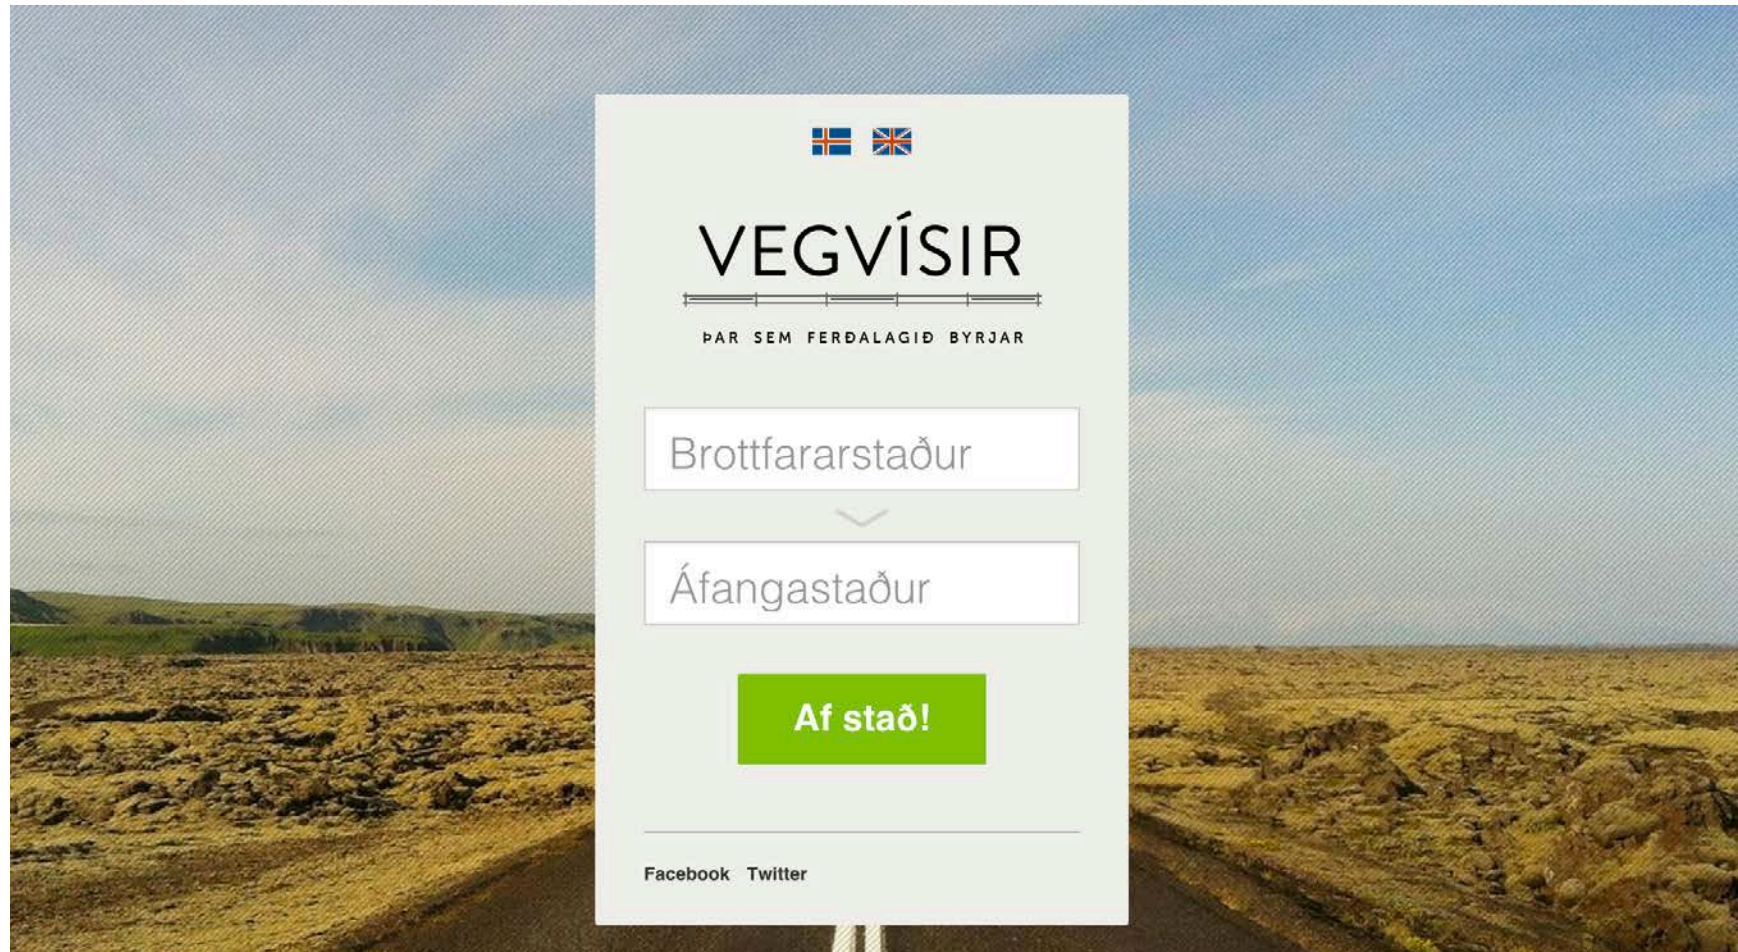 VEGVÍSIR
ÞAR SEM FERÐALAGIÐ BYRJAR
Brottfararstaður
Áfangastaður
Af stað!
Facebook Twitter